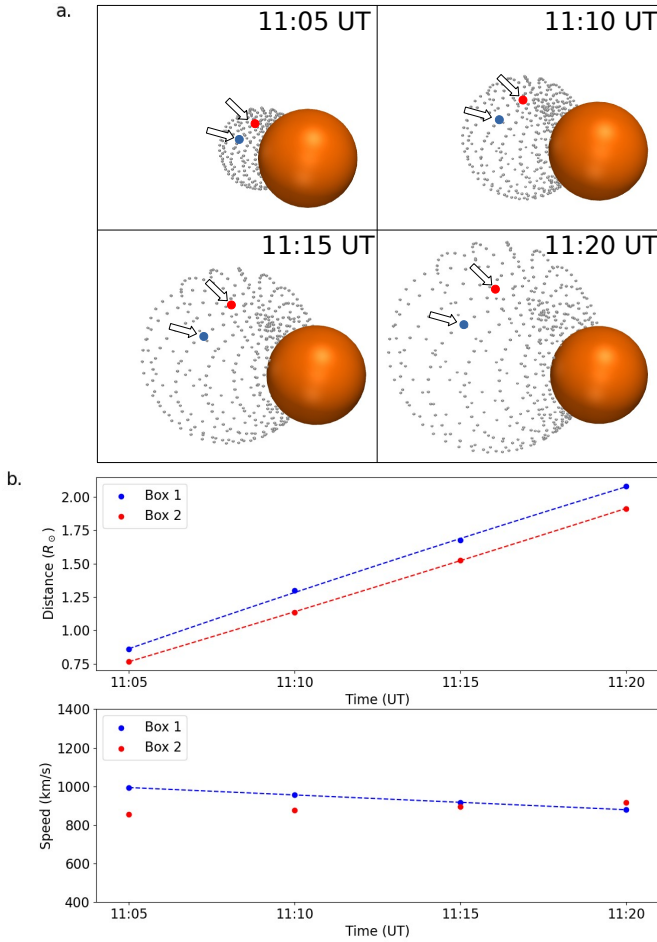 a.
11:05 UT
11:10 UT
11:15 UT
11:20 UT
b.
Distance (R⊙)
2.00
1.75
1.50
1.25
1.00
0.75
Box 1
Box 2
11:05
11:10
11:15
11:20
Time (UT)
Speed (km/s)
1400
1200
1000
800
600
400
Box 1
Box 2
11:05
11:10
11:15
11:20
Time (UT)